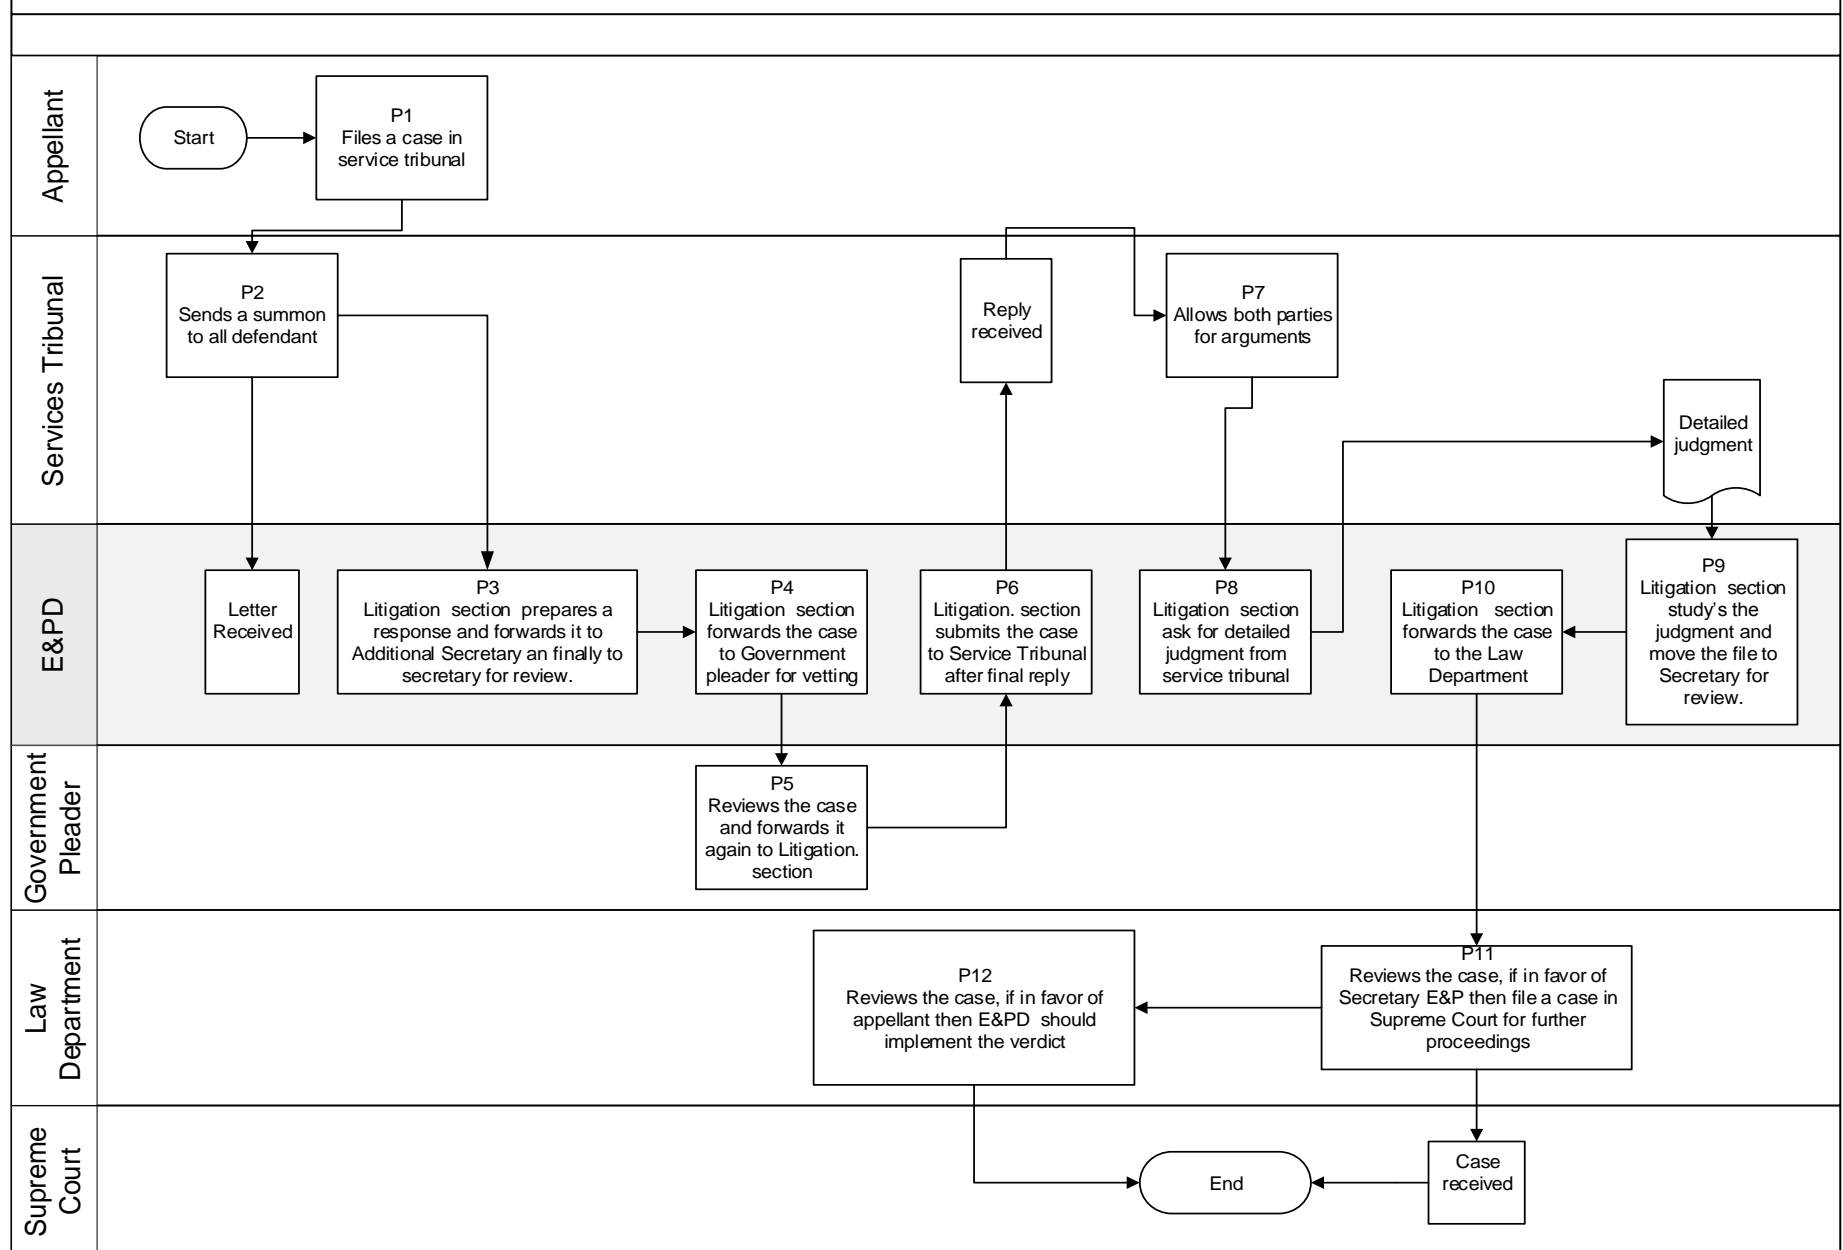 Appellant
Start
P1
Files a case in
service tribunal
Services Tribunal
P2
Sends a summon
to all defendant
Reply
received
P7
Allows both parties
for arguments
Detailed
judgment
E&PD
Letter
Received
P3
Litigation section prepares a
response and forwards it to
Additional Secretary an finally to
secretary for review.
P4
Litigation section
forwards the case
to Government
pleader for vetting
P6
Litigation. section
submits the case
to Service Tribunal
after final reply
P8
Litigation section
ask for detailed
judgment from
service tribunal
P10
Litigation section
forwards the case
to the Law
Department
P9
Litigation section
study's the
judgment and
move the file to
Secretary for
review.
Government
Pleader
P5
Reviews the case
and forwards it
again to Litigation.
section
Law
Department
P12
Reviews the case, if in favor of
appellant then E&PD should
implement the verdict
P11
Reviews the case, if in favor of
Secretary E&P then file a case in
Supreme Court for further
proceedings
Supreme
Court
End
Case
received